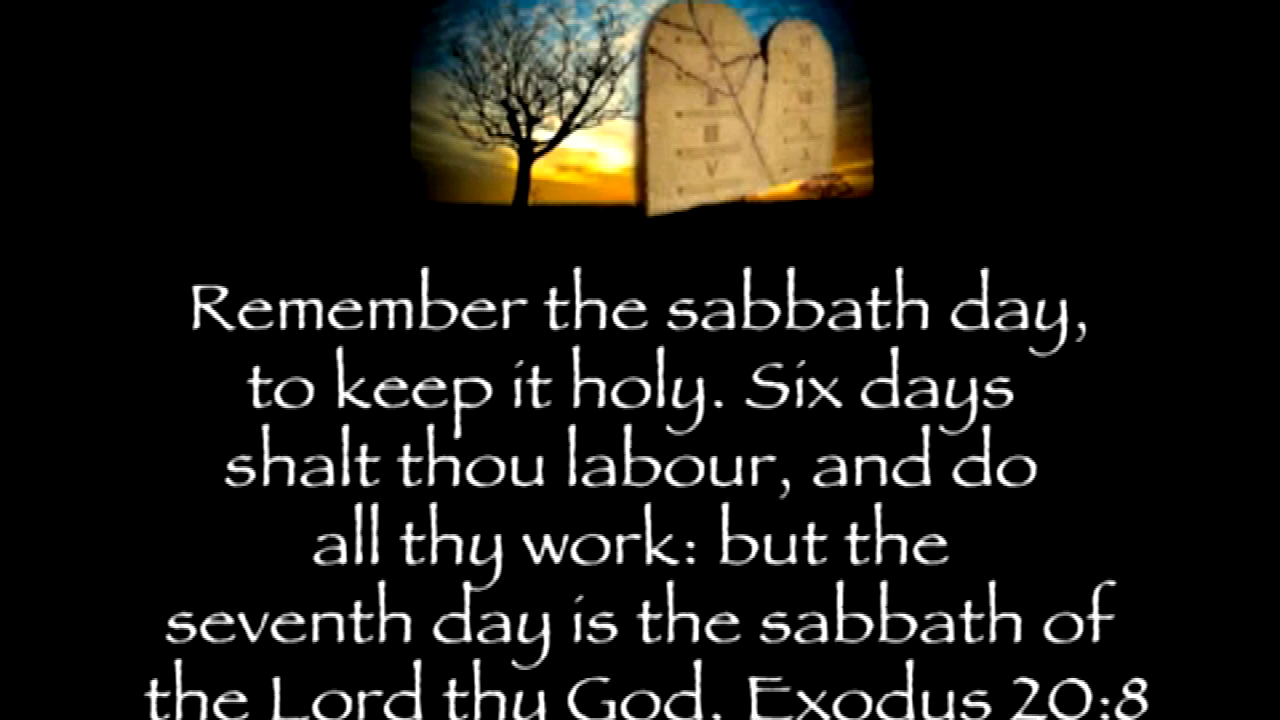 Remember the sabbath day,
to keep it holy. Six days
shalt thou labour, and do
all thy work: but the
seventh day is the sabbath of
the Lord thy God. Exodus 20:8